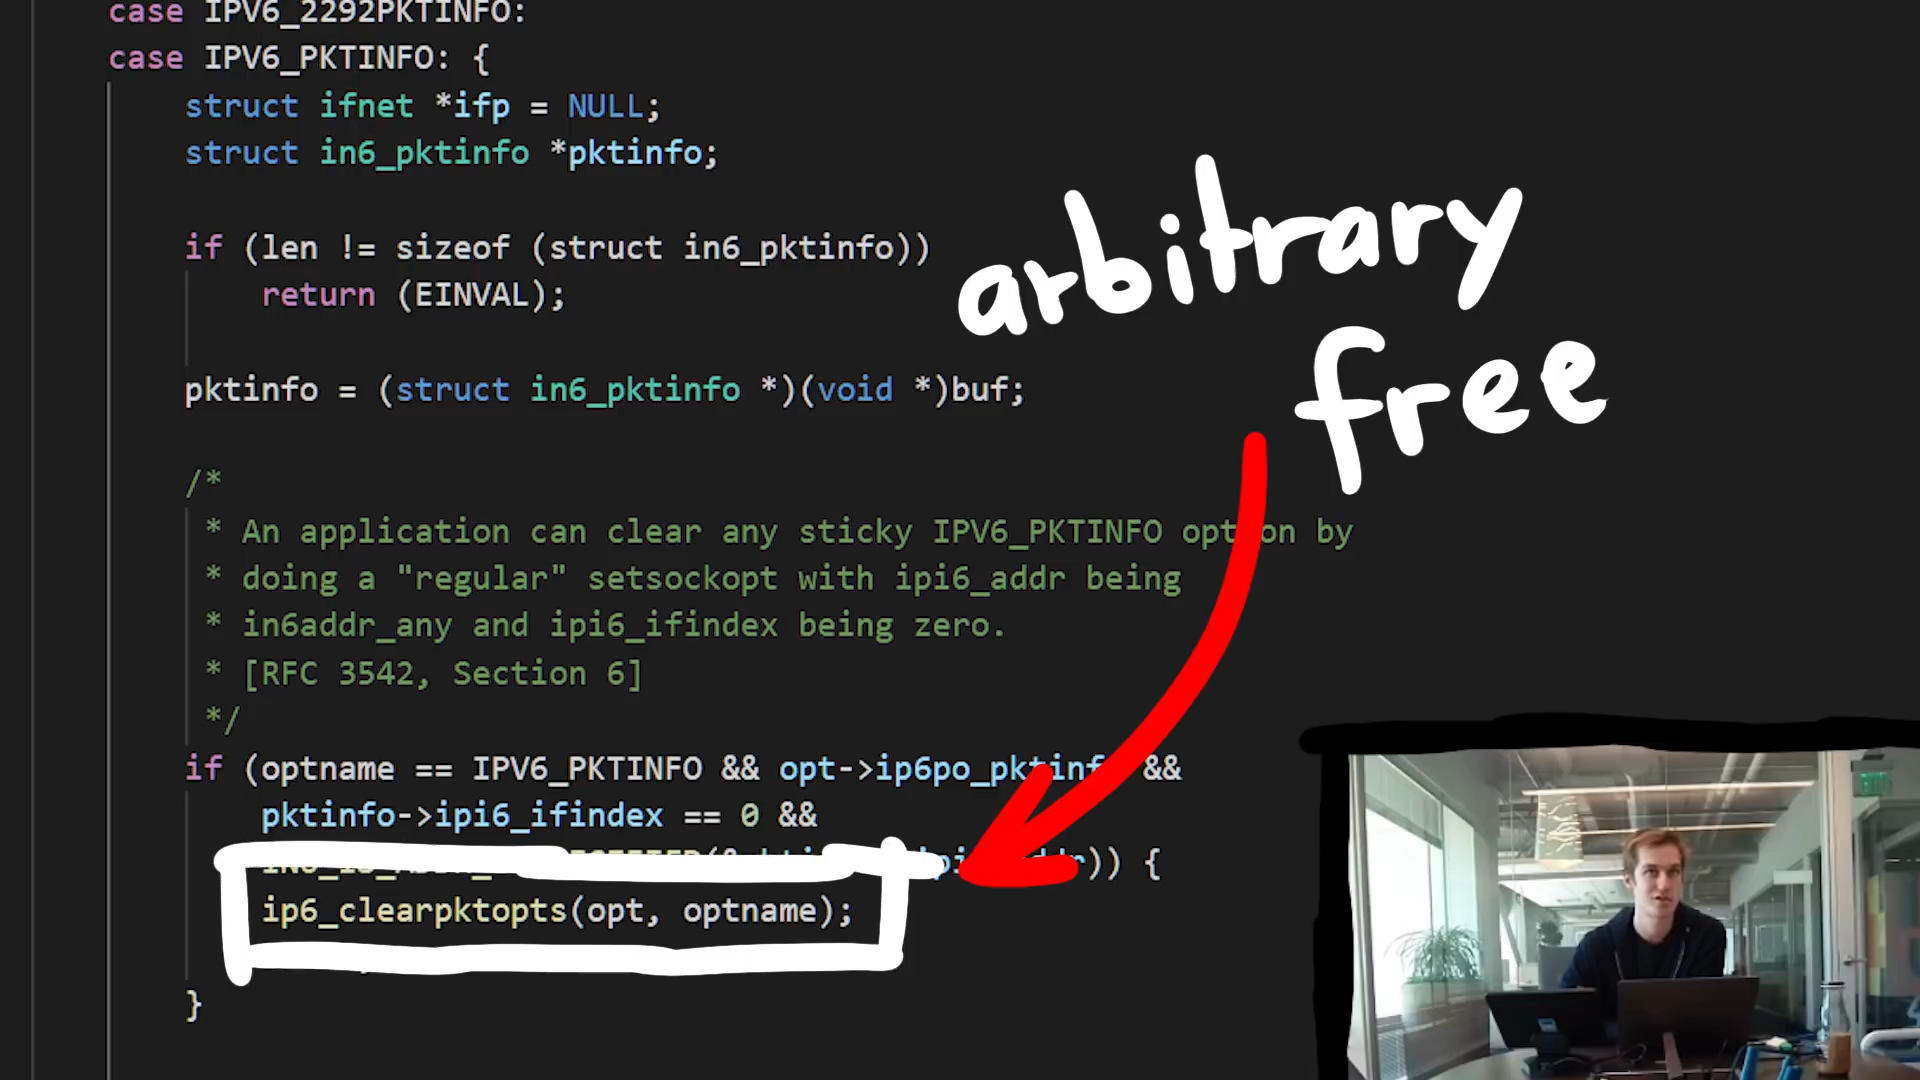 case IPV6_2292PKTINFO:
case IPV6_PKTINFO: {
struct ifnet *ifp = NULL;
struct in6_pktinfo *pktinfo;
if (len != sizeof (struct in6_pktinfo))
return (EINVAL);
pktinfo = (struct in6_pktinfo *)(void *)buf;
arbitrary
free
/*
* An application can clear any sticky IPV6_PKTINFO option by
* doing a "regular" setsockopt with ipi6_addr being
* in6addr_any and ipi6_ifindex being zero.
* [RFC 3542, Section 6]
*/
if (optname == IPV6_PKTINFO && opt->ip6po_pktinfo &&
pktinfo->ipi6_ifindex == 0 &&
)) {
ip6_clearpktopts(opt, optname);
}